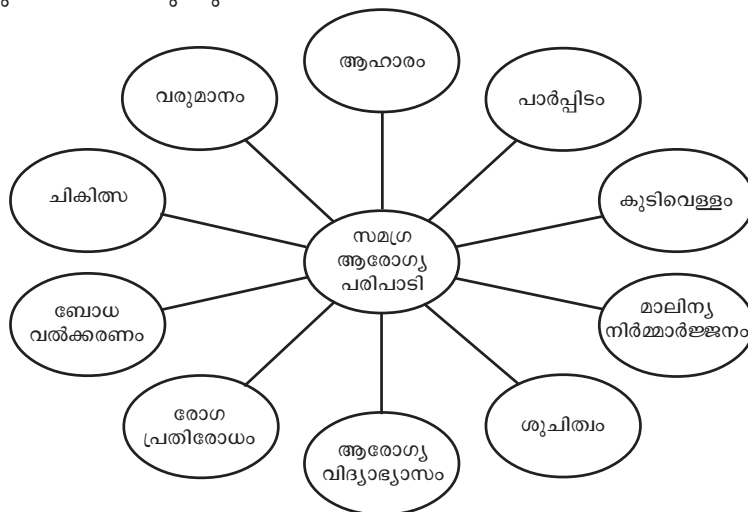 ആഹാരം
വരുമാനം
പാർപ്പിടം
ചികിത്സ
കുടിവെള്ളം
സമഗ്ര
ആരോഗ്യ
പരിപാടി
ബോധ
വൽക്കരണം
മാലിന്യ
നിർമ്മാർജ്ജനം
രോഗ
പ്രതിരോധം
ശുചിത്വം
ആരോഗ്യ
വിദ്യാഭ്യാസം